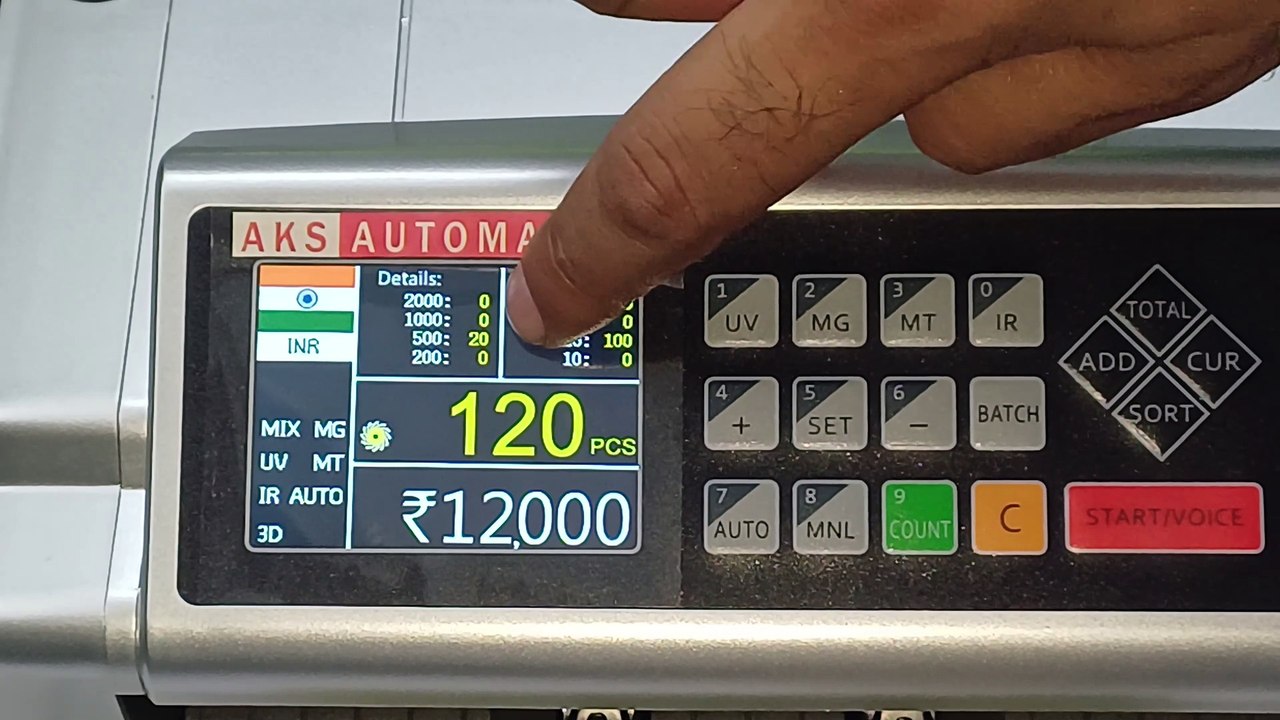 AKS AUTOMA
Details:
2000: 0
1000: 0
500: 20
200: 0
0
100
10: 0
INR
120 PCS
MIX MG
UV MT
IR AUTO
3D
₹12,000
1 UV
2 MG
3 MT
0 IR
4 +
5 SET
6 −
BATCH
7 AUTO
8 MNL
9 COUNT
C
TOTAL
ADD
CUR
SORT
START/VOICE